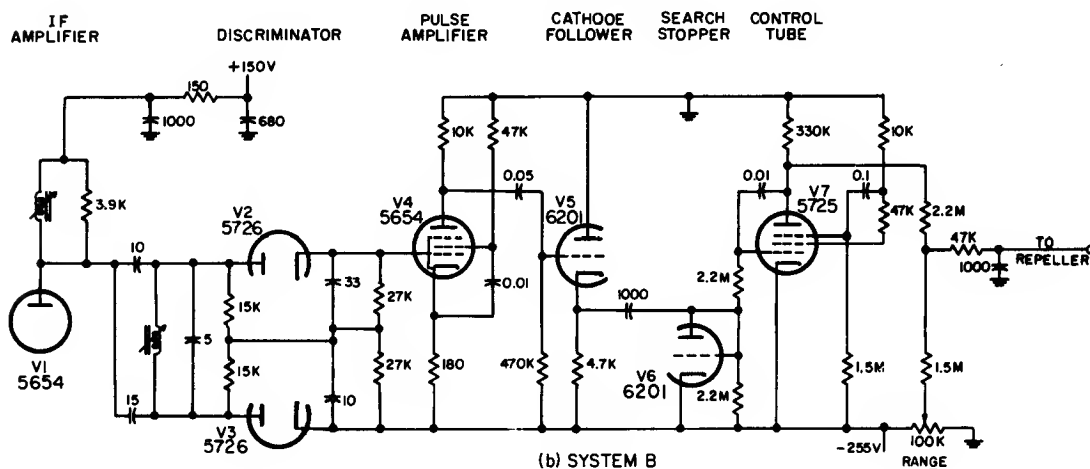 IF
AMPLIFIER
DISCRIMINATOR
PULSE
AMPLIFIER
CATHODE
FOLLOWER
SEARCH
STOPPER
CONTROL
TUBE
+150V
150
1000
680
3.9K
10
V1
5654
V2
5726
15K
15K
5
15
V3
5726
33
27K
27K
10
V4
5654
10K
47K
0.01
180
0.05
470K
V5
6201
4.7K
1000
V6
6201
2.2M
2.2M
0.01
330K
V7
5725
0.1
10K
47K
1.5M
2.2M
47K
1000
TO
REPELLER
1.5M
-255V
100K
RANGE
(b) SYSTEM B